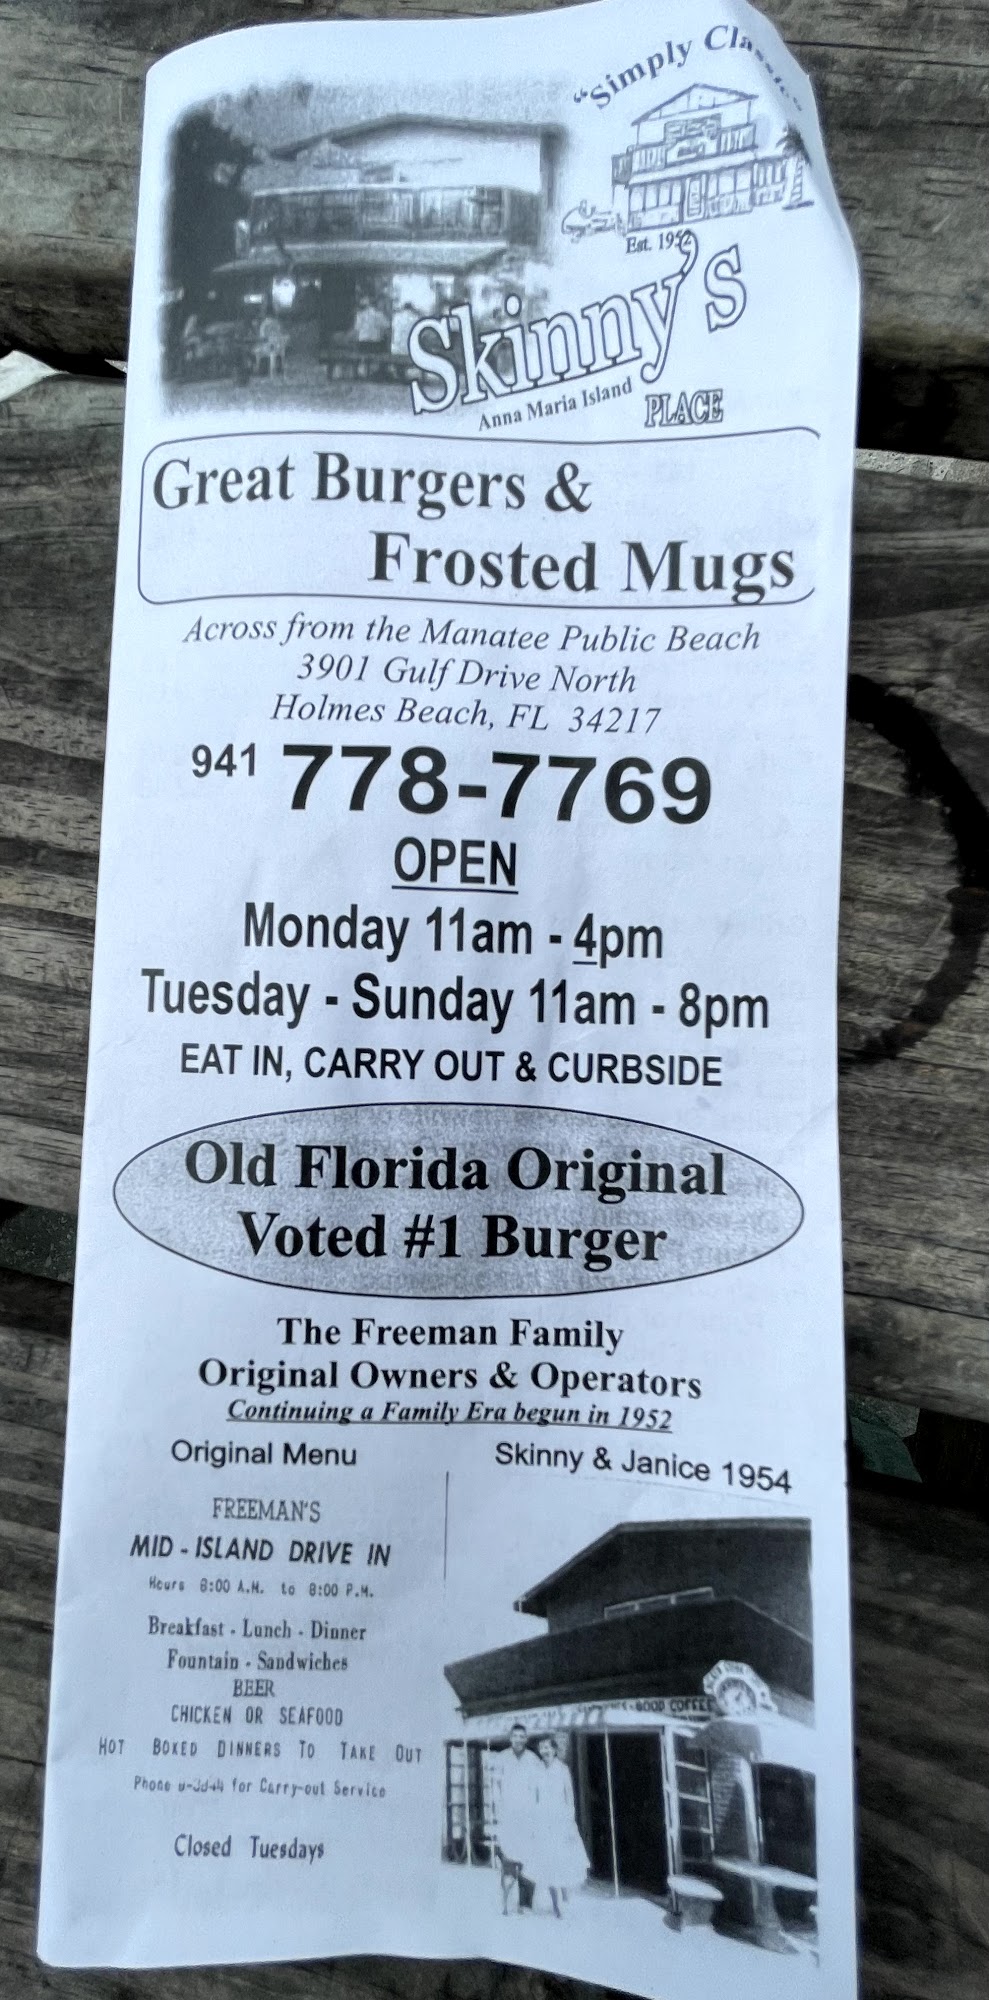 "Simply Classic"
Est. 1952
Skinny's
Anna Maria Island
PLACE
Great Burgers &
Frosted Mugs
Across from the Manatee Public Beach
3901 Gulf Drive North
Holmes Beach, FL 34217
941 778-7769
OPEN
Monday 11am - 4pm
Tuesday - Sunday 11am - 8pm
EAT IN, CARRY OUT & CURBSIDE
Old Florida Original
Voted #1 Burger
The Freeman Family
Original Owners & Operators
Continuing a Family Era begun in 1952
Original Menu
FREEMAN'S
MID - ISLAND DRIVE IN
Hours 8:00 A.M. to 8:00 P.M.
Breakfast - Lunch - Dinner
Fountain - Sandwiches
BEER
CHICKEN OR SEAFOOD
HOT BOXED DINNERS TO TAKE OUT
Phone for Carry-out Service
Closed Tuesdays
Skinny & Janice 1954
GOOD COFFEE